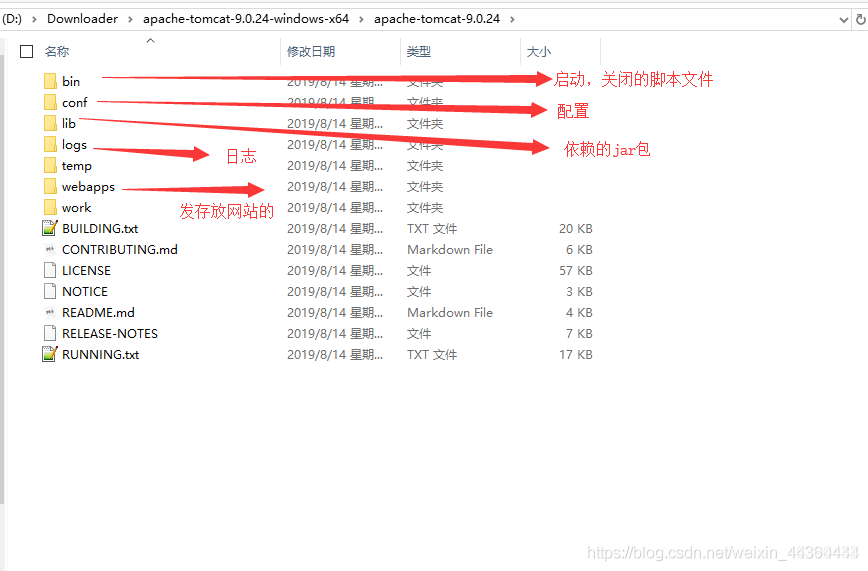 (D:) › Downloader › apache-tomcat-9.0.24-windows-x64 › apache-tomcat-9.0.24 ›
名称 修改日期 类型 大小
bin 2019/8/14 星期... 文件夹 启动，关闭的脚本文件
conf 2019/8/14 星期... 文件夹 配置
lib 2019/8/14 星期... 文件夹
logs 2019/8/14 星期... 文件夹 依赖的jar包
日志
temp 2019/8/14 星期... 文件夹
webapps 2019/8/14 星期... 文件夹
work 2019/8/14 星期... 文件夹
发存放网站的
BUILDING.txt 2019/8/14 星期... TXT 文件 20 KB
CONTRIBUTING.md 2019/8/14 星期... Markdown File 6 KB
LICENSE 2019/8/14 星期... 文件 57 KB
NOTICE 2019/8/14 星期... 文件 3 KB
README.md 2019/8/14 星期... Markdown File 4 KB
RELEASE-NOTES 2019/8/14 星期... 文件 7 KB
RUNNING.txt 2019/8/14 星期... TXT 文件 17 KB